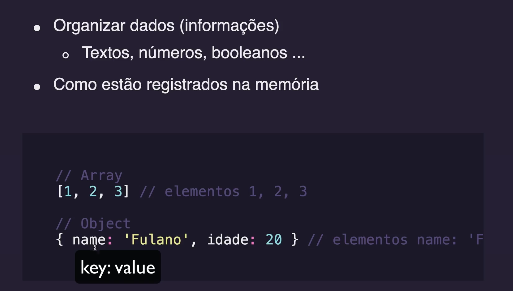 Organizar dados (informações)
Textos, números, booleanos ...
Como estão registrados na memória
// Array
[1, 2, 3] // elementos 1, 2, 3
// Object
{ name: 'Fulano', idade: 20 } // elementos name: 'F
key: value